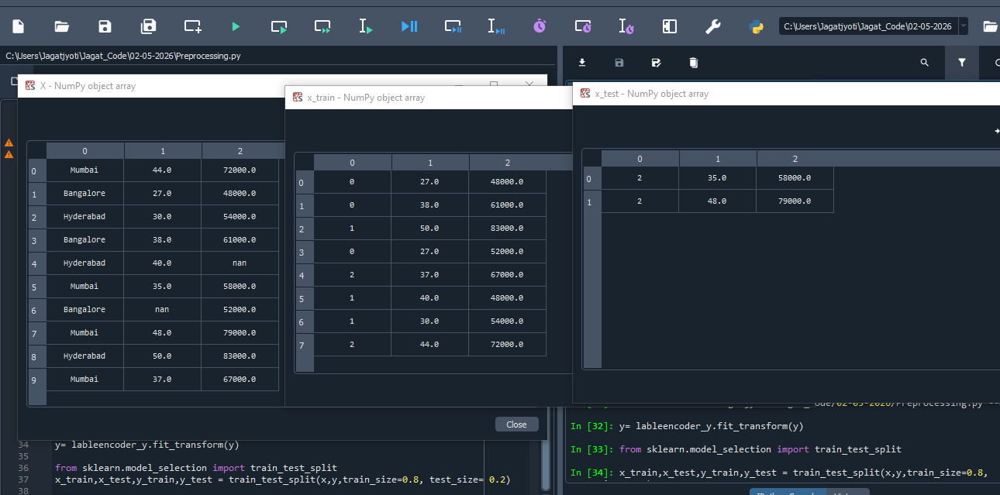 C:\Users\Jagatjyoti\Jagat_Code\02-05-2026
C:\Users\Jagatjyoti\Jagat_Code\02-05-2026\Preprocessing.py
X - NumPy object array
0 1 2
0 Mumbai 44.0 72000.0
1 Bangalore 27.0 48000.0
2 Hyderabad 30.0 54000.0
3 Bangalore 38.0 61000.0
4 Hyderabad 40.0 nan
5 Mumbai 35.0 58000.0
6 Bangalore nan 52000.0
7 Mumbai 48.0 79000.0
8 Hyderabad 50.0 83000.0
9 Mumbai 37.0 67000.0
Close
x_train - NumPy object array
0 1 2
0 0 27.0 48000.0
1 0 38.0 61000.0
2 1 50.0 83000.0
3 0 27.0 52000.0
4 2 37.0 67000.0
5 1 40.0 48000.0
6 1 30.0 54000.0
7 2 44.0 72000.0
x_test - NumPy object array
0 1 2
0 2 35.0 58000.0
1 2 48.0 79000.0
34 y= lableencoder_y.fit_transform(y)
35
36 from sklearn.model_selection import train_test_split
37 x_train,x_test,y_train,y_test = train_test_split(x,y,train_size=0.8, test_size= 0.2)
38
/02-05-2026/Preprocessing.py
In [32]: y= lableencoder_y.fit_transform(y)
In [33]: from sklearn.model_selection import train_test_split
In [34]: x_train,x_test,y_train,y_test = train_test_split(x,y,train_size=0.8,